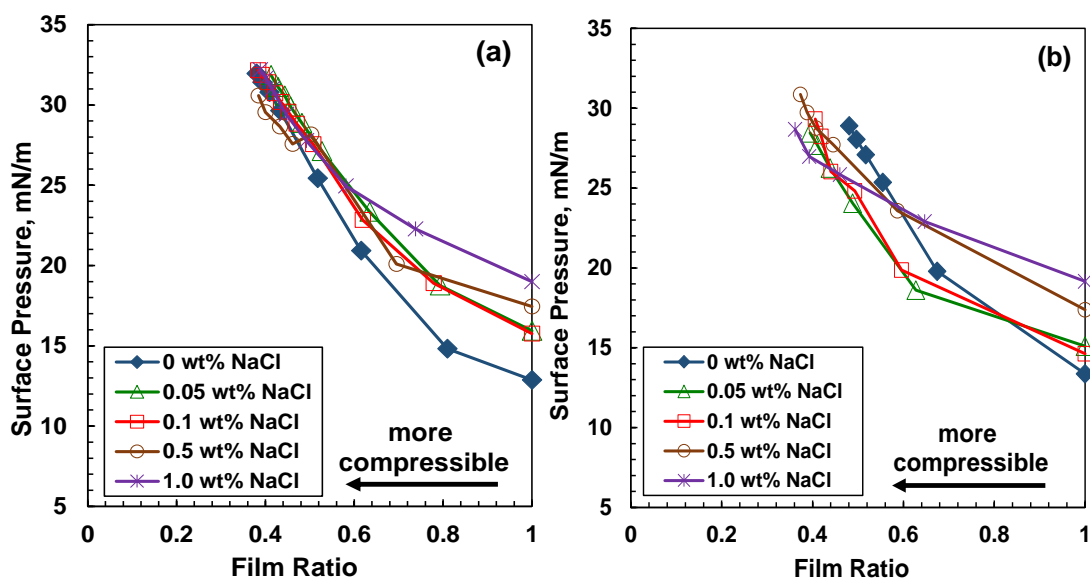 (a)
35
30
25
20
15
10
5
Surface Pressure, mN/m
0 wt% NaCl
0.05 wt% NaCl
0.1 wt% NaCl
0.5 wt% NaCl
1.0 wt% NaCl
more
compressible
0 0.2 0.4 0.6 0.8 1
Film Ratio
(b)
35
30
25
20
15
10
5
Surface Pressure, mN/m
0 wt% NaCl
0.05 wt% NaCl
0.1 wt% NaCl
0.5 wt% NaCl
1.0 wt% NaCl
more
compressible
0 0.2 0.4 0.6 0.8 1
Film Ratio